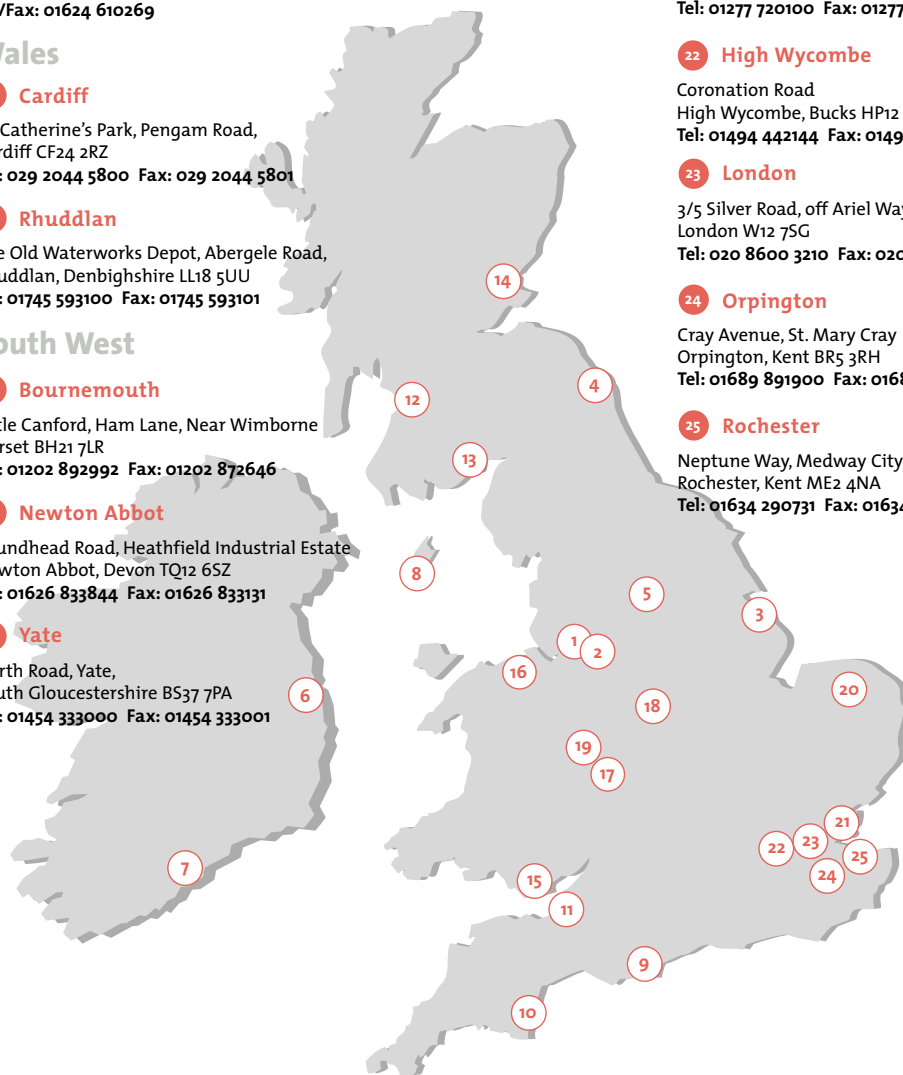 /Fax: 01624 610269
Wales
Cardiff
Catherine's Park, Pengam Road,
rdiff CF24 2RZ
: 029 2044 5800 Fax: 029 2044 5801
Rhuddlan
e Old Waterworks Depot, Abergele Road,
uddlan, Denbighshire LL18 5UU
: 01745 593100 Fax: 01745 593101
outh West
Bournemouth
tle Canford, Ham Lane, Near Wimborne
rset BH21 7LR
: 01202 892992 Fax: 01202 872646
Newton Abbot
undhead Road, Heathfield Industrial Estate
wton Abbot, Devon TQ12 6SZ
: 01626 833844 Fax: 01626 833131
Yate
rth Road, Yate,
uth Gloucestershire BS37 7PA
: 01454 333000 Fax: 01454 333001
Tel: 01277 720100 Fax: 01277
22 High Wycombe
Coronation Road
High Wycombe, Bucks HP12
Tel: 01494 442144 Fax: 0149
23 London
3/5 Silver Road, off Ariel Way
London W12 7SG
Tel: 020 8600 3210 Fax: 020
24 Orpington
Cray Avenue, St. Mary Cray
Orpington, Kent BR5 3RH
Tel: 01689 891900 Fax: 0168
25 Rochester
Neptune Way, Medway City
Rochester, Kent ME2 4NA
Tel: 01634 290731 Fax: 01634
14
4
12
13
8
5
3
1
2
16
6
20
18
19
17
21
23
22
25
7
24
15
11
9
10